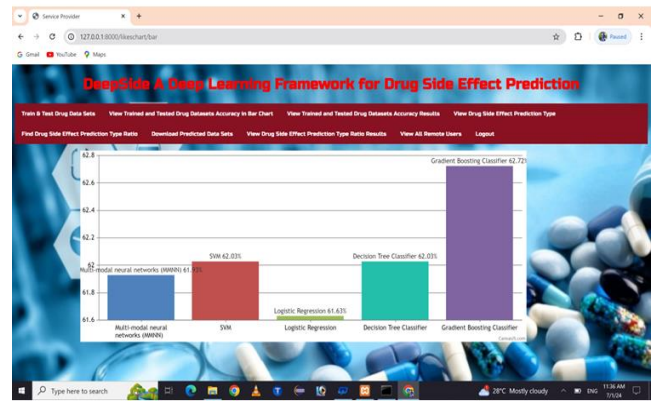 Service Provider
127.0.0.1:8000/likeschart/bar
Paused
Gmail YouTube Maps
DeepSide A Deep Learning Framework for Drug Side Effect Prediction
Train & Test Drug Data Sets View Trained and Tested Drug Datasets Accuracy in Bar Chart View Trained and Tested Drug Datasets Accuracy Results View Drug Side Effect Prediction Type
Find Drug Side Effect Prediction Type Ratio Download Predicted Data Sets View Drug Side Effect Prediction Type Ratio Results View All Remote Users Logout
62.8
Gradient Boosting Classifier 62.72%
62.6
62.4
62.2
SVM 62.03% Decision Tree Classifier 62.03%
62
Multi-modal neural networks (MMNN) 61.93%
61.8
Logistic Regression 61.63%
61.6
Multi-modal neural networks (MMNN) SVM Logistic Regression Decision Tree Classifier Gradient Boosting Classifier
Type here to search
28°C Mostly cloudy
ENG
11:36 AM
7/1/24